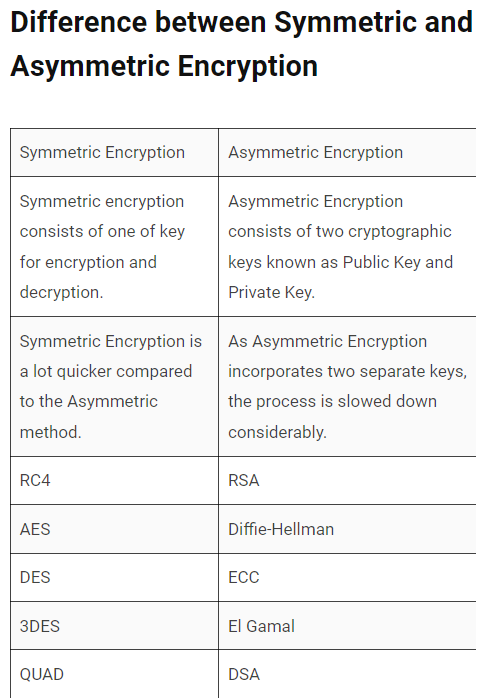 Difference between Symmetric and
Asymmetric Encryption
Symmetric Encryption
Asymmetric Encryption
Symmetric encryption
consists of one of key
for encryption and
decryption.
Asymmetric Encryption
consists of two cryptographic
keys known as Public Key and
Private Key.
Symmetric Encryption is
a lot quicker compared
to the Asymmetric
method.
As Asymmetric Encryption
incorporates two separate keys,
the process is slowed down
considerably.
RC4
RSA
AES
Diffie-Hellman
DES
ECC
3DES
El Gamal
QUAD
DSA